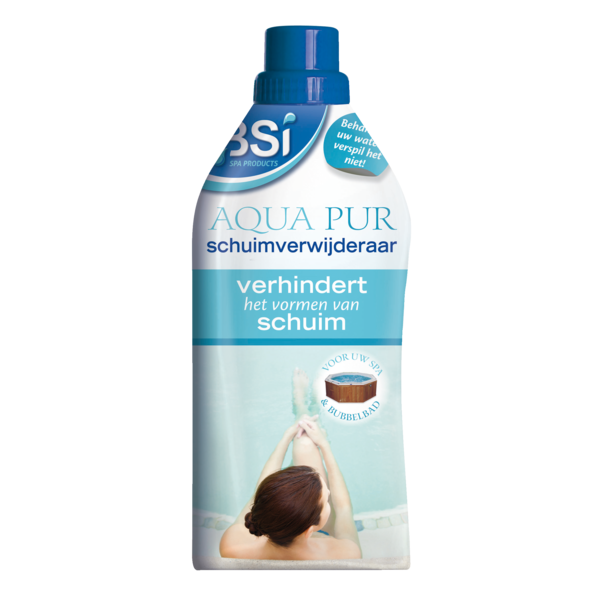 BSi
SPA PRODUCTS
uw water
verspil het
niet!
AQUA PUR
schuimverwijderaar
verhindert
het vormen van
schuim
VOOR UW SPA
& BUBBELBAD